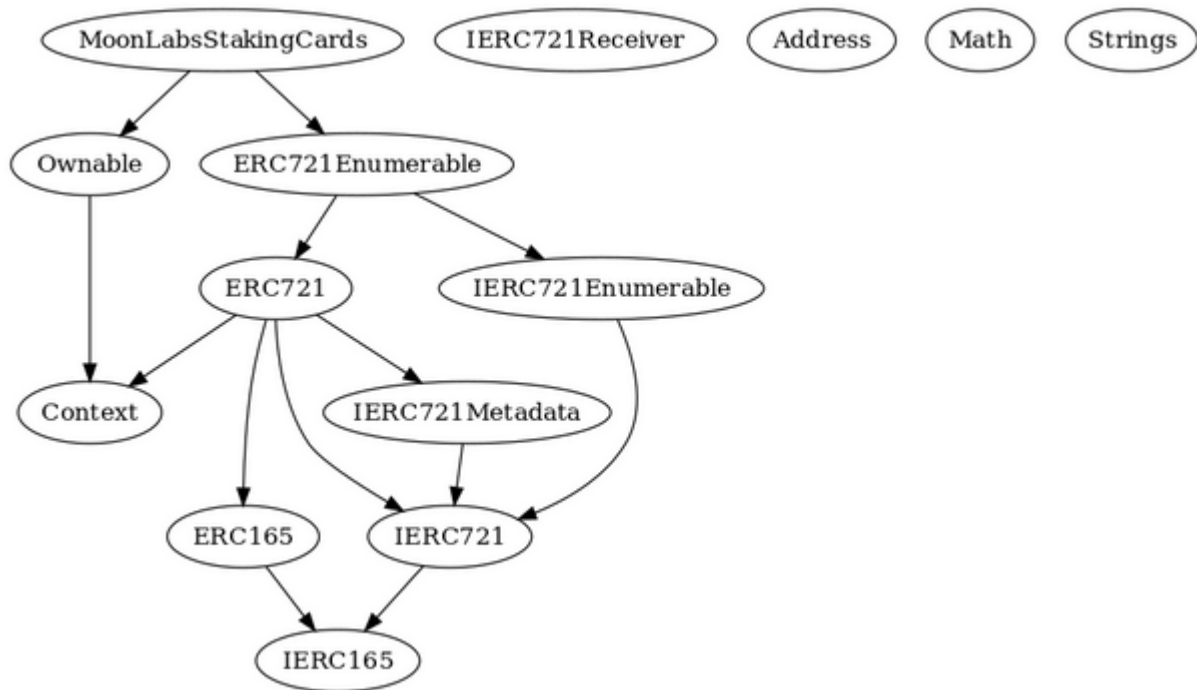 MoonLabsStakingCards
IERC721Receiver
Address
Math
Strings
Ownable
ERC721Enumerable
ERC721
IERC721Enumerable
Context
IERC721Metadata
ERC165
IERC721
IERC165